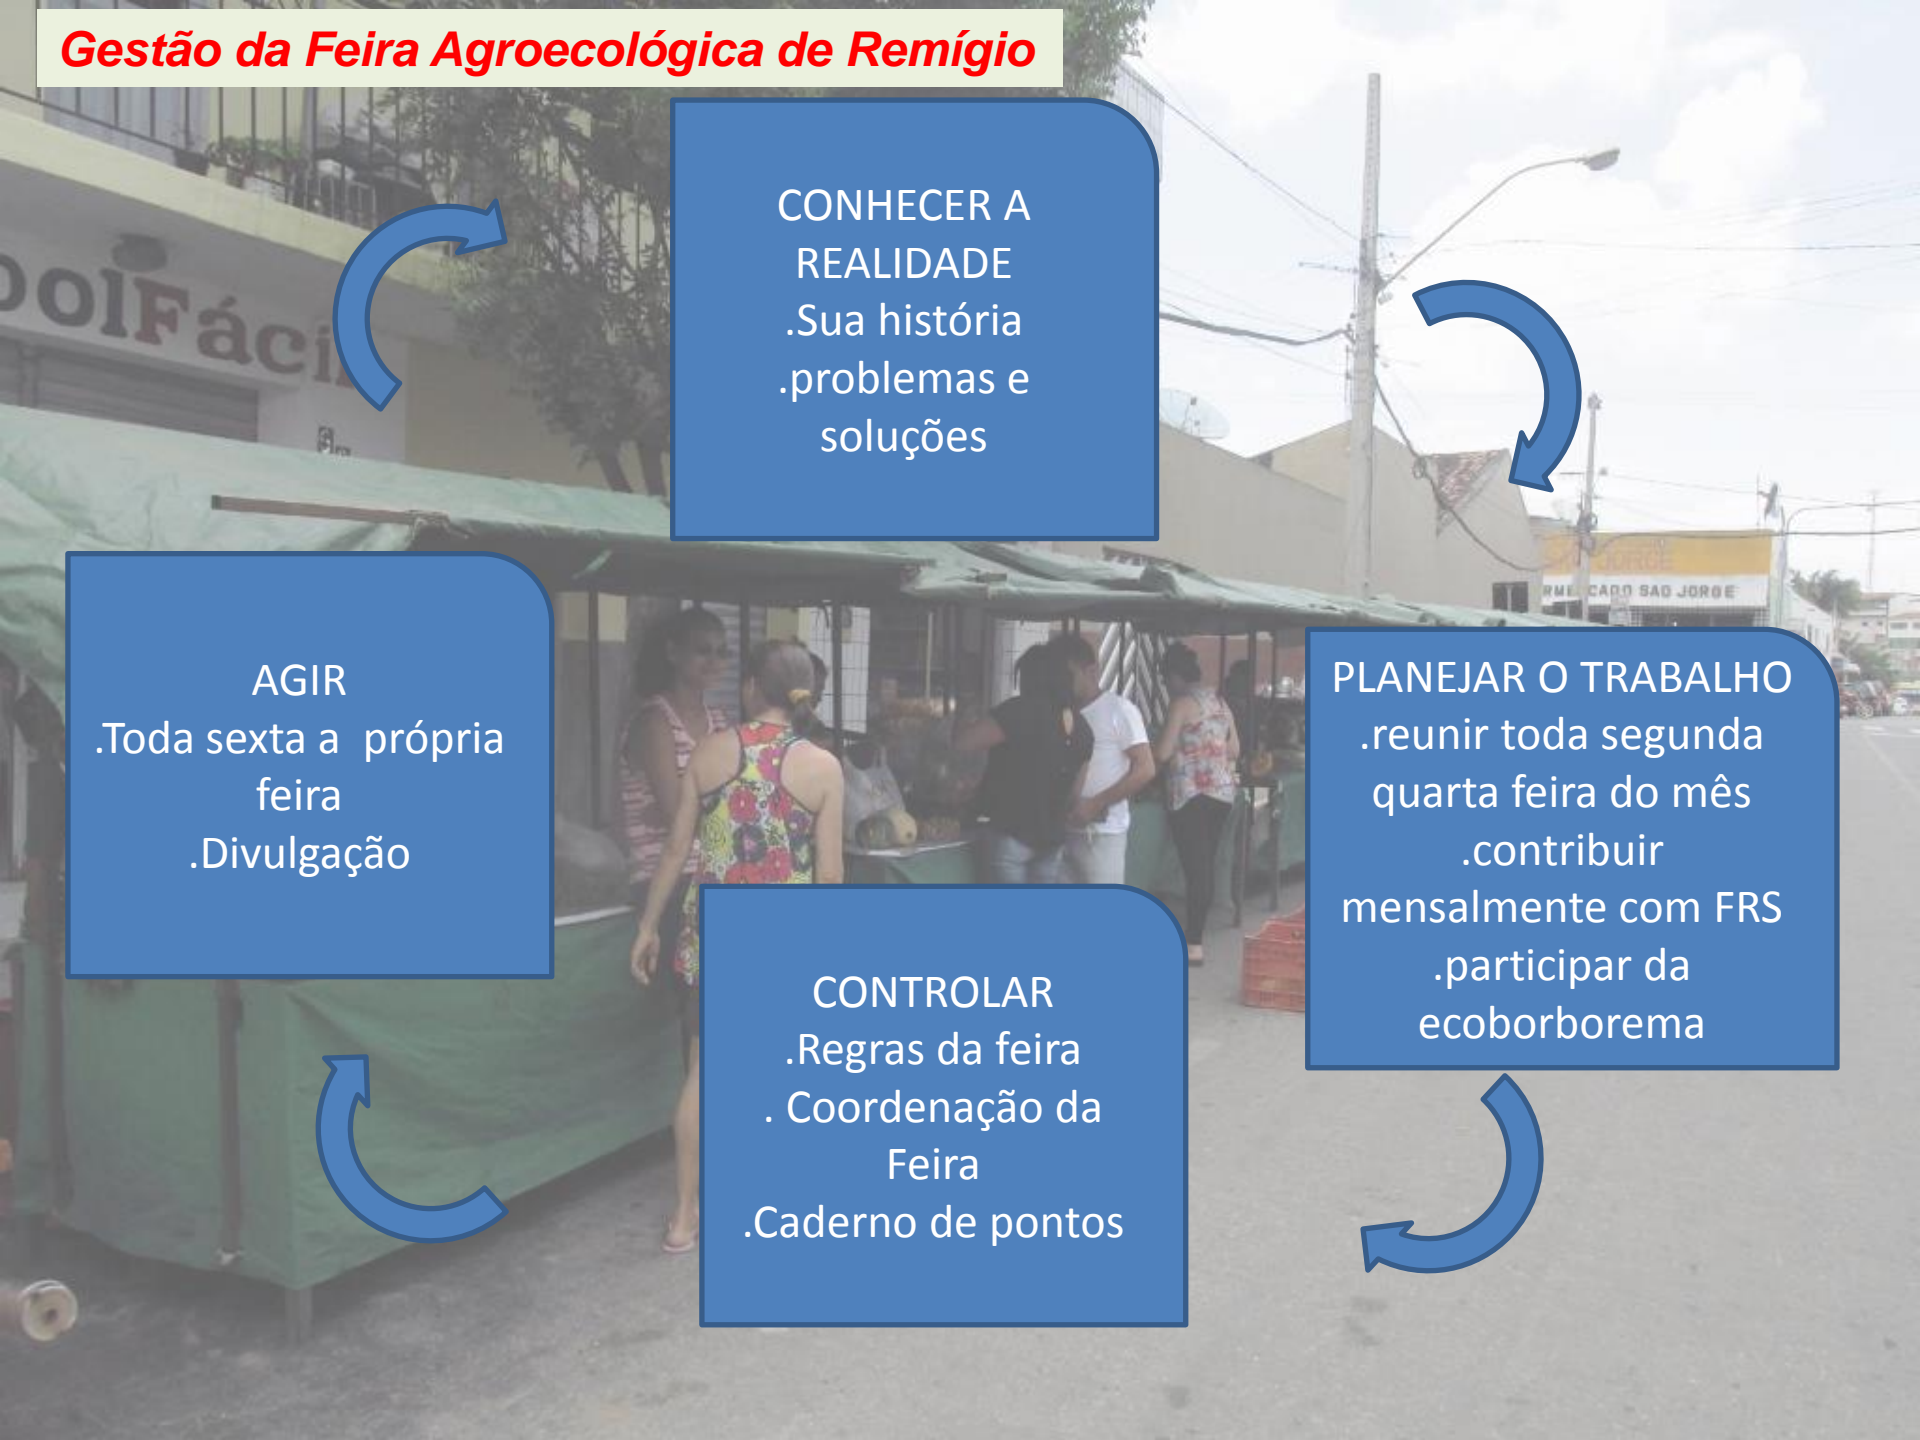 Gestão da Feira Agroecológica de Remígio
CONHECER A
REALIDADE
.Sua história
.problemas e
soluções
PLANEJAR O TRABALHO
.reunir toda segunda
quarta feira do mês
.contribuir
mensalmente com FRS
.participar da
ecoborborema
CONTROLAR
.Regras da feira
. Coordenação da
Feira
.Caderno de pontos
AGIR
.Toda sexta a  própria
feira
.Divulgação
SAO JORGE